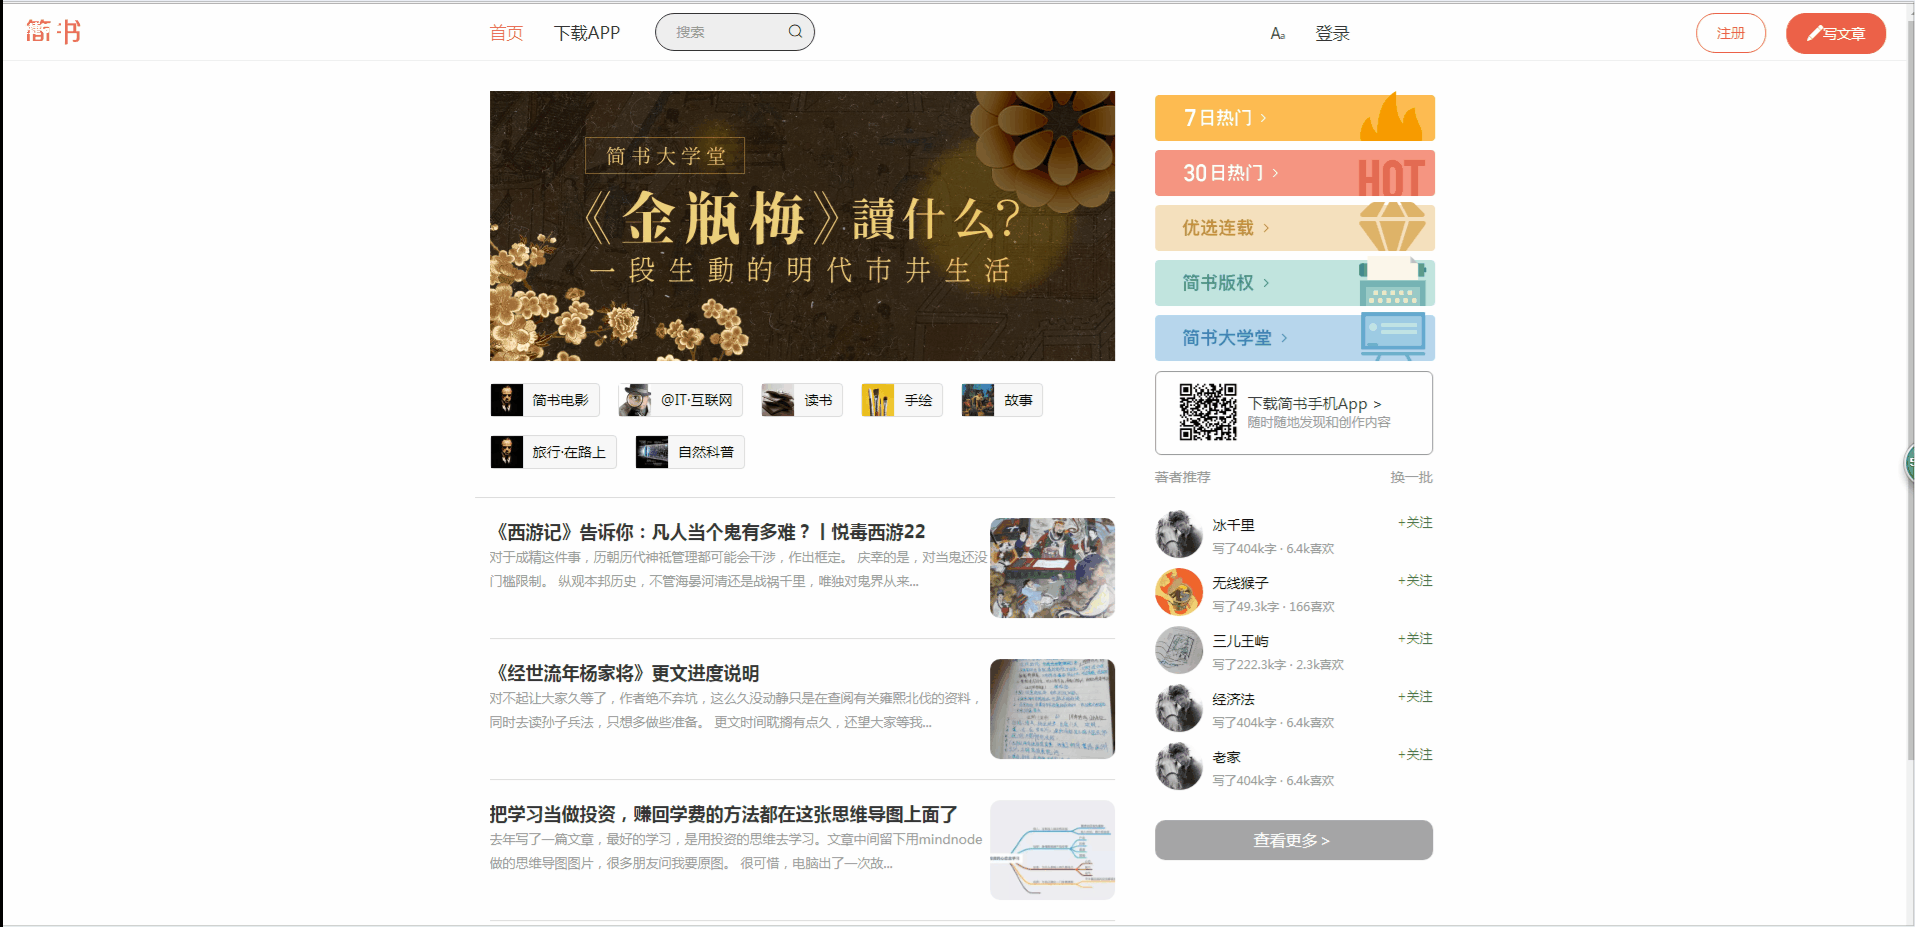 简书
首页
下载APP
搜索
Aa
登录
注册
写文章
简书大学堂
《金瓶梅》讀什么？
一段生動的明代市井生活
简书电影
@IT·互联网
读书
手绘
故事
旅行·在路上
自然科普
《西游记》告诉你：凡人当个鬼有多难？丨悦毒西游22
对于成精这件事，历朝历代神祗管理都可能会干涉，作出框定。 庆幸的是，对当鬼还没
门槛限制。 纵观本邦历史，不管海晏河清还是战祸千里，唯独对鬼界从来...
《经世流年杨家将》更文进度说明
对不起让大家久等了，作者绝不弃坑，这么久没动静只是在查阅有关雍熙北伐的资料，
同时去读孙子兵法，只想多做些准备。 更文时间耽搁有点久，还望大家等我...
把学习当做投资，赚回学费的方法都在这张思维导图上面了
去年写了一篇文章，最好的学习，是用投资的思维去学习。文章中间留下用mindnode
做的思维导图图片，很多朋友问我要原图。 很可惜，电脑出了一次故...
7日热门 >
30日热门 >
HOT
优选连载 >
简书版权 >
简书大学堂 >
下载简书手机App >
随时随地发现和创作内容
著者推荐
换一批
冰千里
+关注
写了404k字 · 6.4k喜欢
无线猴子
+关注
写了49.3k字 · 166喜欢
三儿王屿
+关注
写了222.3k字 · 2.3k喜欢
经济法
+关注
写了404k字 · 6.4k喜欢
老家
+关注
写了404k字 · 6.4k喜欢
查看更多 >